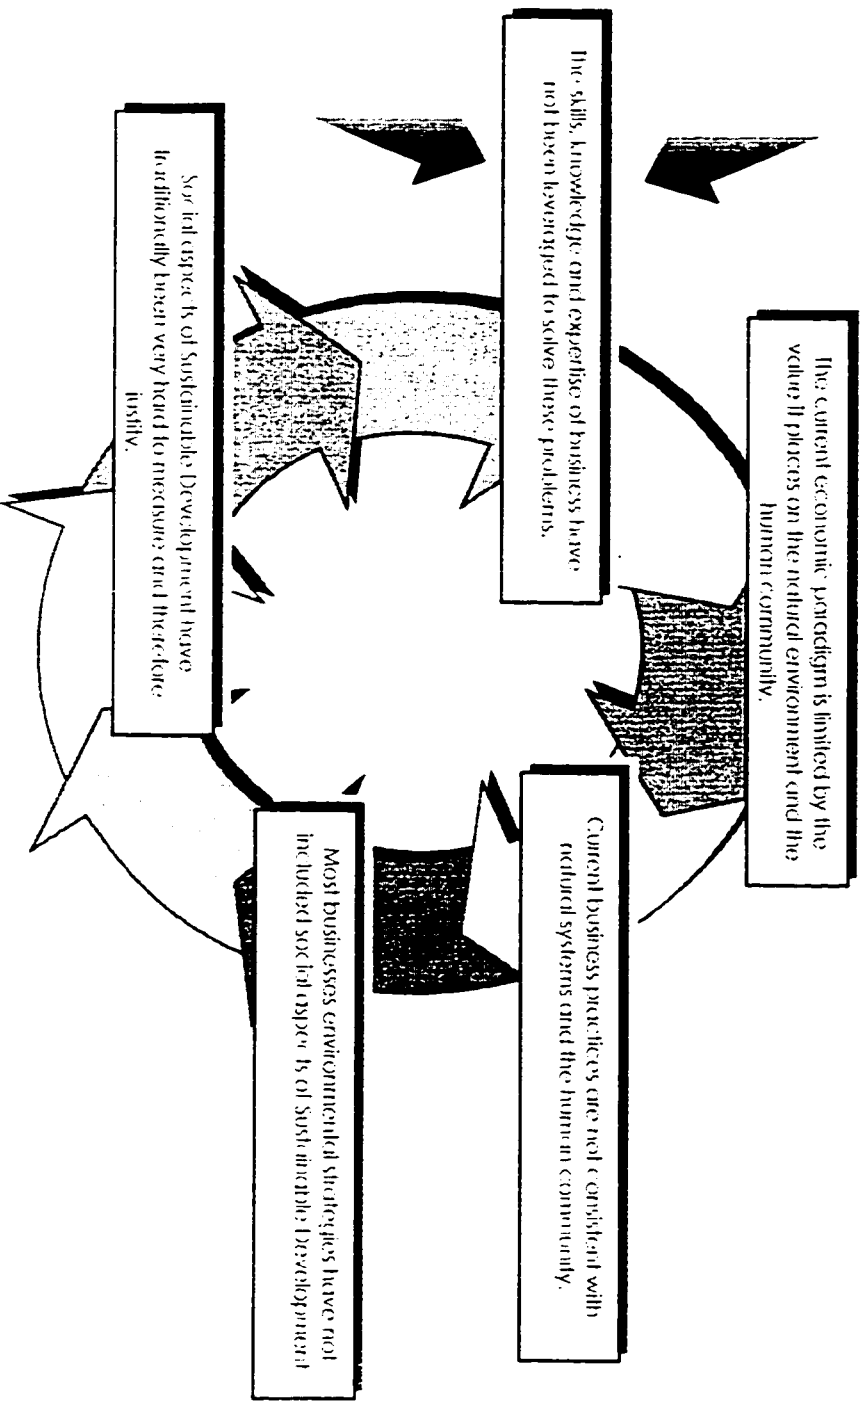 The current economic paradigm is limited by the
value it places on the natural environment and the
human community.
Current business practices are not consistent with
natural systems and the human community.
Most businesses environmental strategies have not
included social aspects of Sustainable Development
Social aspects of Sustainable Development have
traditionally been very hard to measure and therefore
justify.
The skills, knowledge and expertise of business have
not been leveraged to solve these problems.